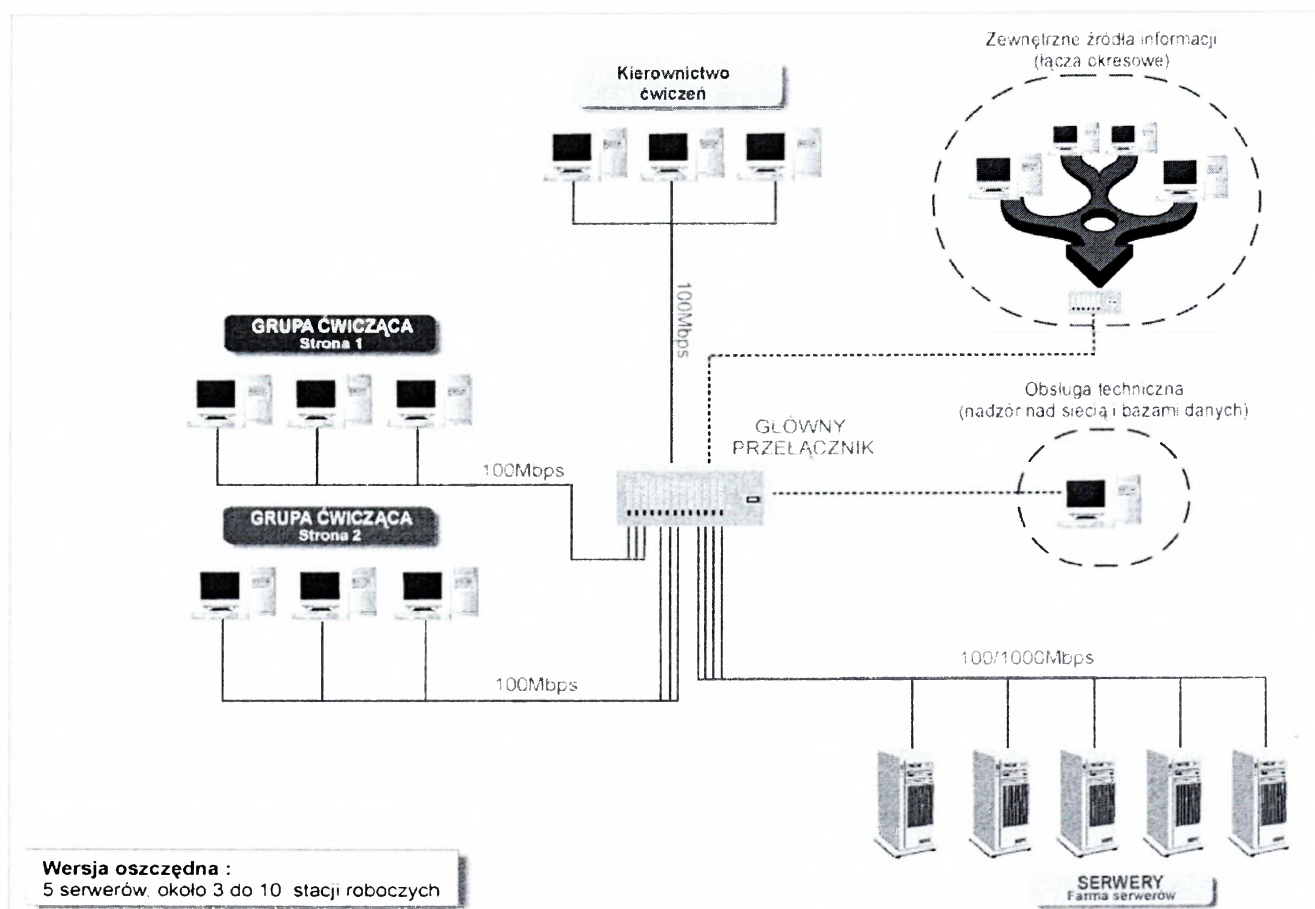 Zewnętrzne źródła informacji
(łącza okresowe)
Kierownictwo
ćwiczeń
100Mbps
GRUPA ĆWICZĄCA
Strona 1
Obsługa techniczna
(nadzór nad siecią i bazami danych)
GŁÓWNY
PRZEŁĄCZNIK
100Mbps
GRUPA ĆWICZĄCA
Strona 2
100Mbps
100/1000Mbps
Wersja oszczędna :
5 serwerów, około 3 do 10 stacji roboczych
SERWERY
Farma serwerów